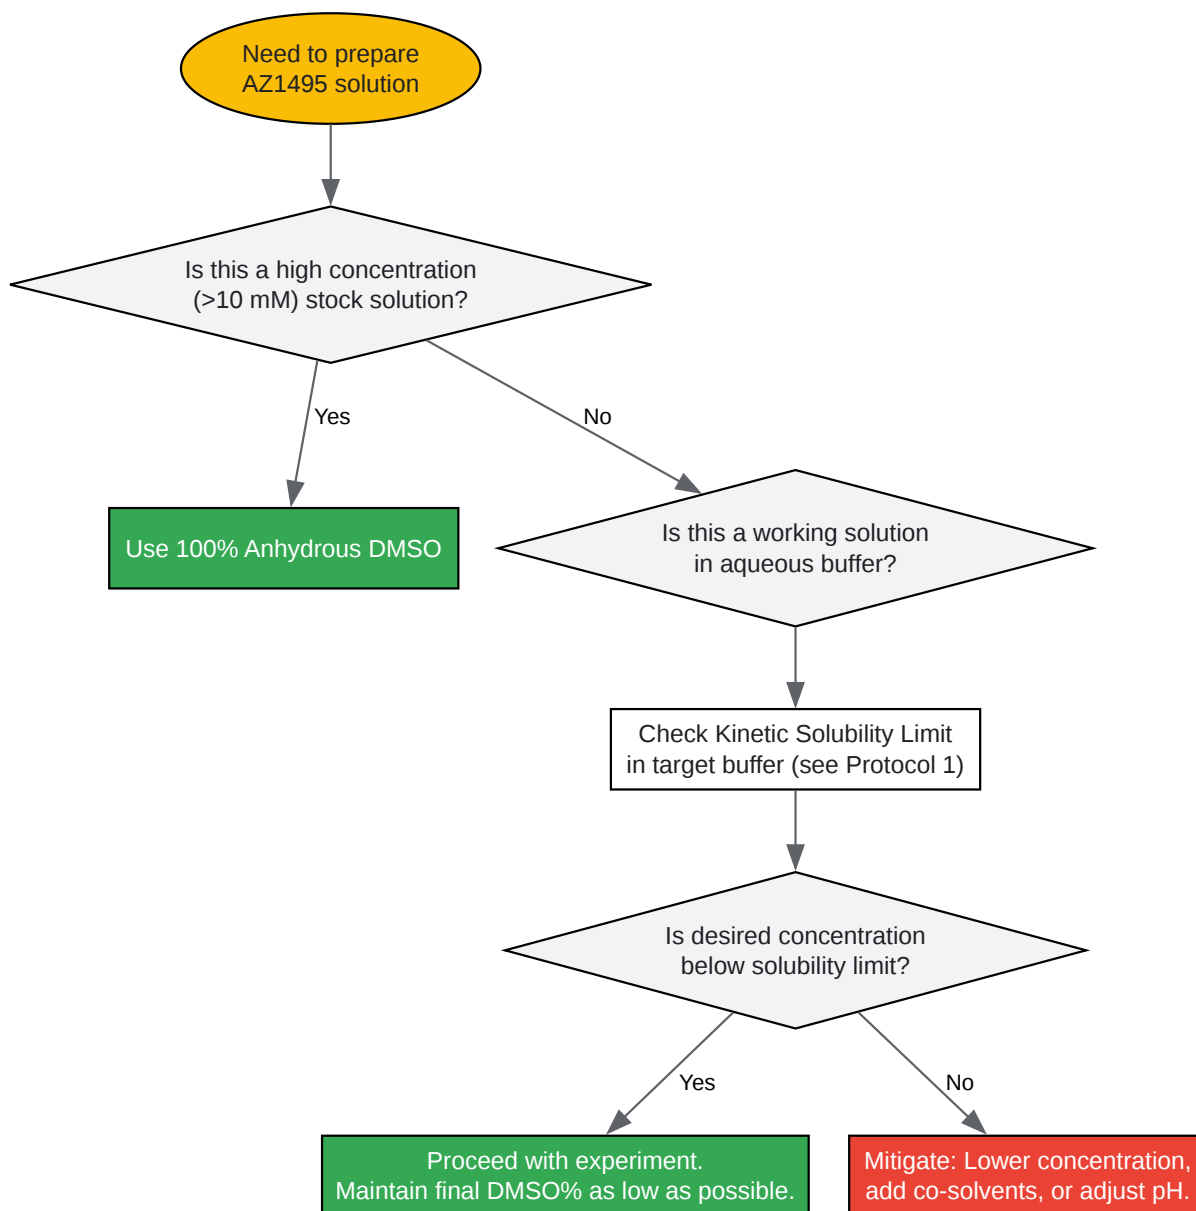 Need to prepare
AZ1495 solution
Is this a high concentration
(>10 mM) stock solution?
Yes
No
Use 100% Anhydrous DMSO
Is this a working solution
in aqueous buffer?
Check Kinetic Solubility Limit
in target buffer (see Protocol 1)
Is desired concentration
below solubility limit?
Yes
No
Proceed with experiment.
Maintain final DMSO% as low as possible.
Mitigate: Lower concentration,
add co-solvents, or adjust pH.